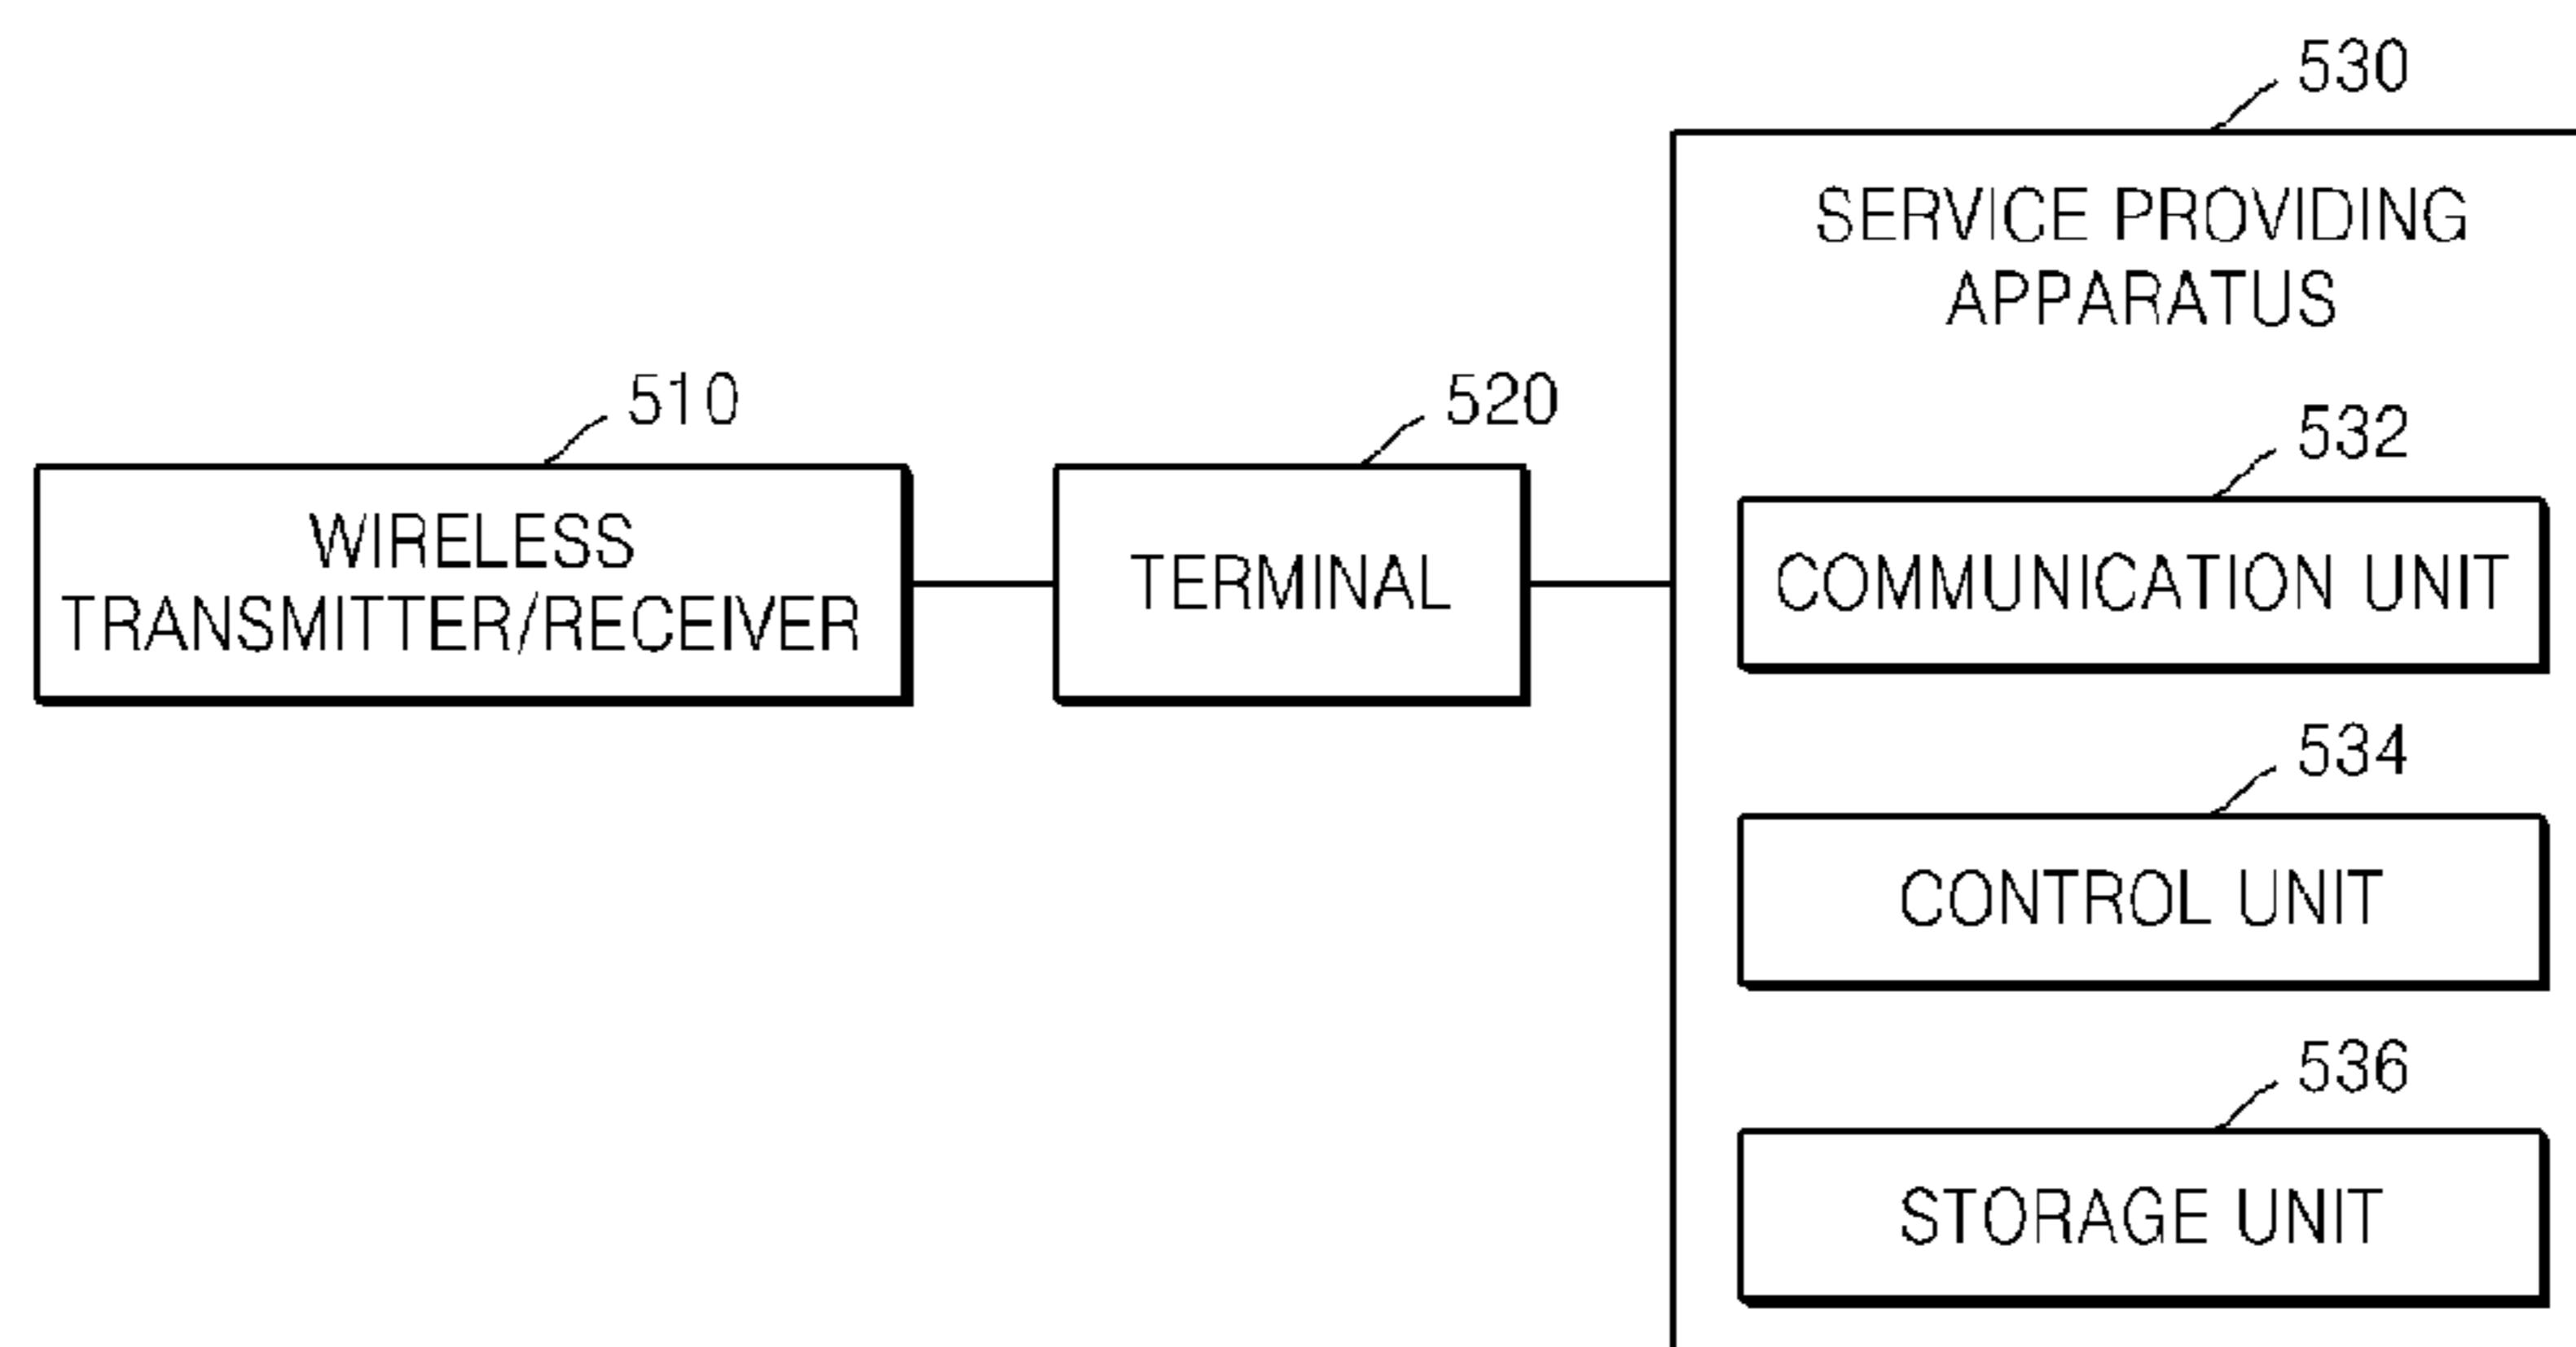 530
SERVICE PROVIDING
APPARATUS
510
520
532
WIRELESS
TRANSMITTER/RECEIVER
TERMINAL
COMMUNICATION UNIT
534
CONTROL UNIT
536
STORAGE UNIT